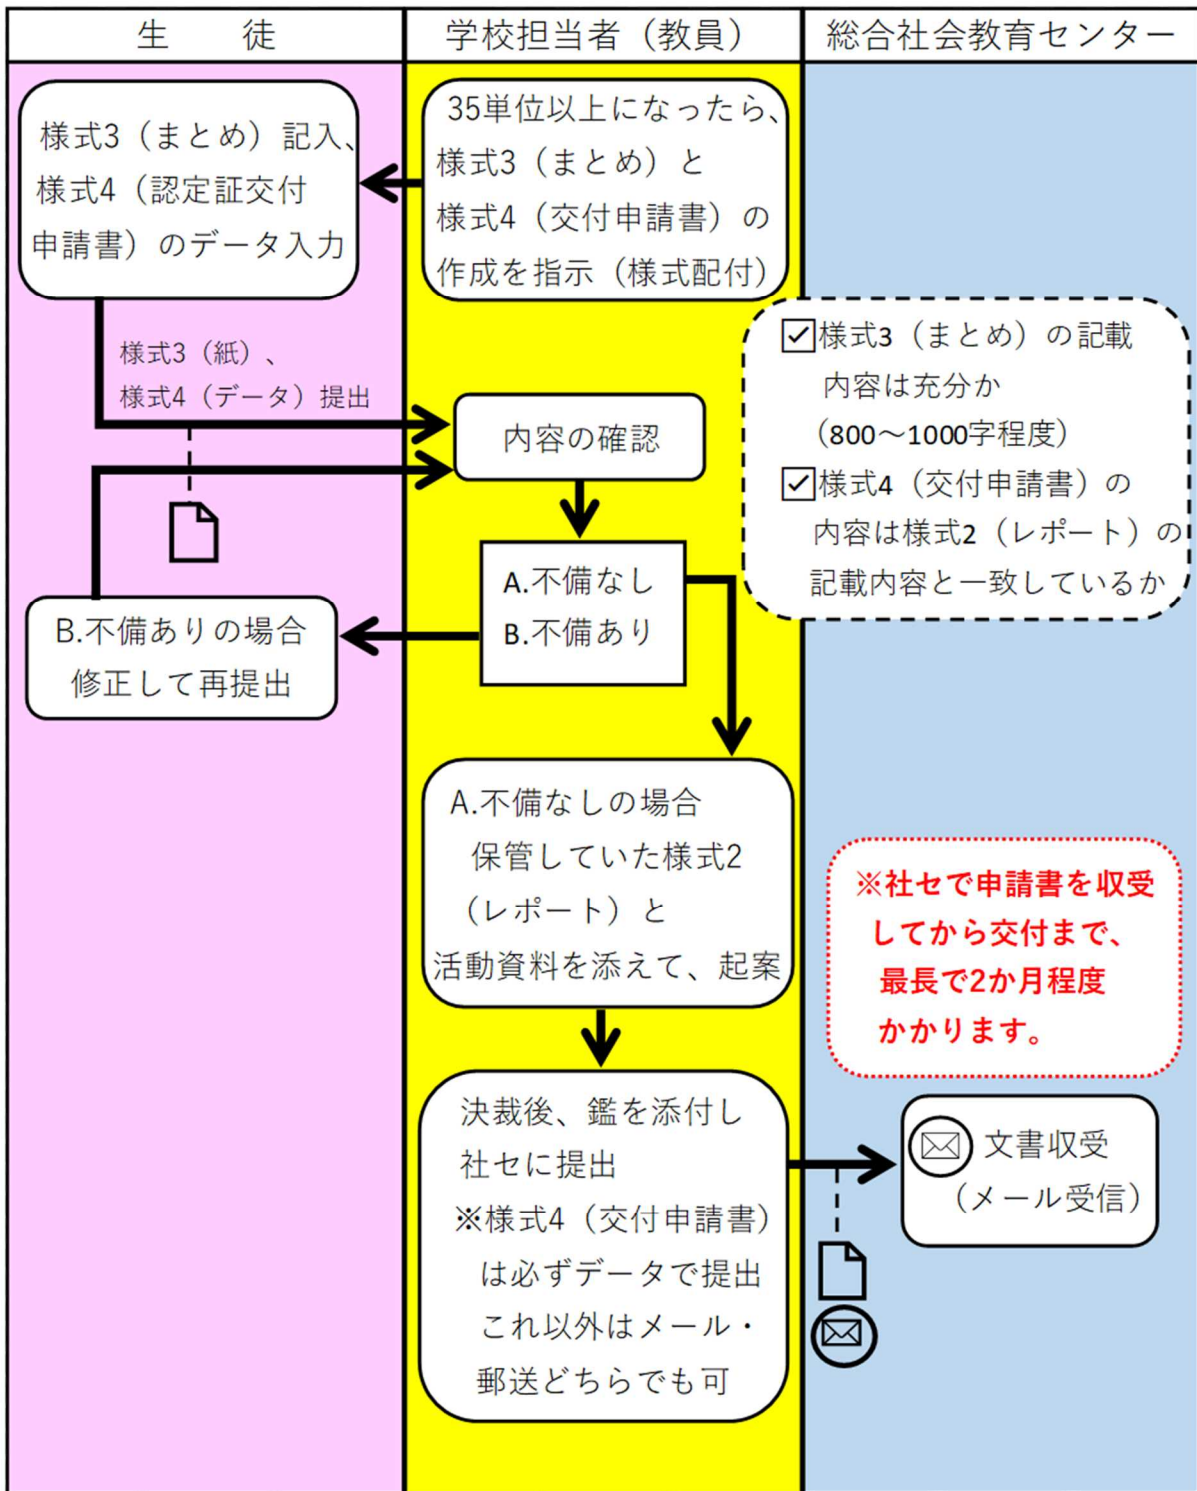 生　　徒
学校担当者（教員）
総合社会教育センター
35単位以上になったら、
様式3（まとめ）と
様式4（交付申請書）の
作成を指示（様式配付）
様式3（まとめ）記入、
様式4（認定証交付
申請書）のデータ入力
様式3（紙）、
様式4（データ）提出
内容の確認
様式3（まとめ）の記載
内容は充分か
（800～1000字程度）
様式4（交付申請書）の
内容は様式2（レポート）の
記載内容と一致しているか
A.不備なし
B.不備あり
B.不備ありの場合
修正して再提出
A.不備なしの場合
保管していた様式2
（レポート）と
活動資料を添えて、起案
※社セで申請書を収受
してから交付まで、
最長で2か月程度
かかります。
決裁後、鑑を添付し
社セに提出
※様式4（交付申請書）
は必ずデータで提出
これ以外はメール・
郵送どちらでも可
文書収受
（メール受信）